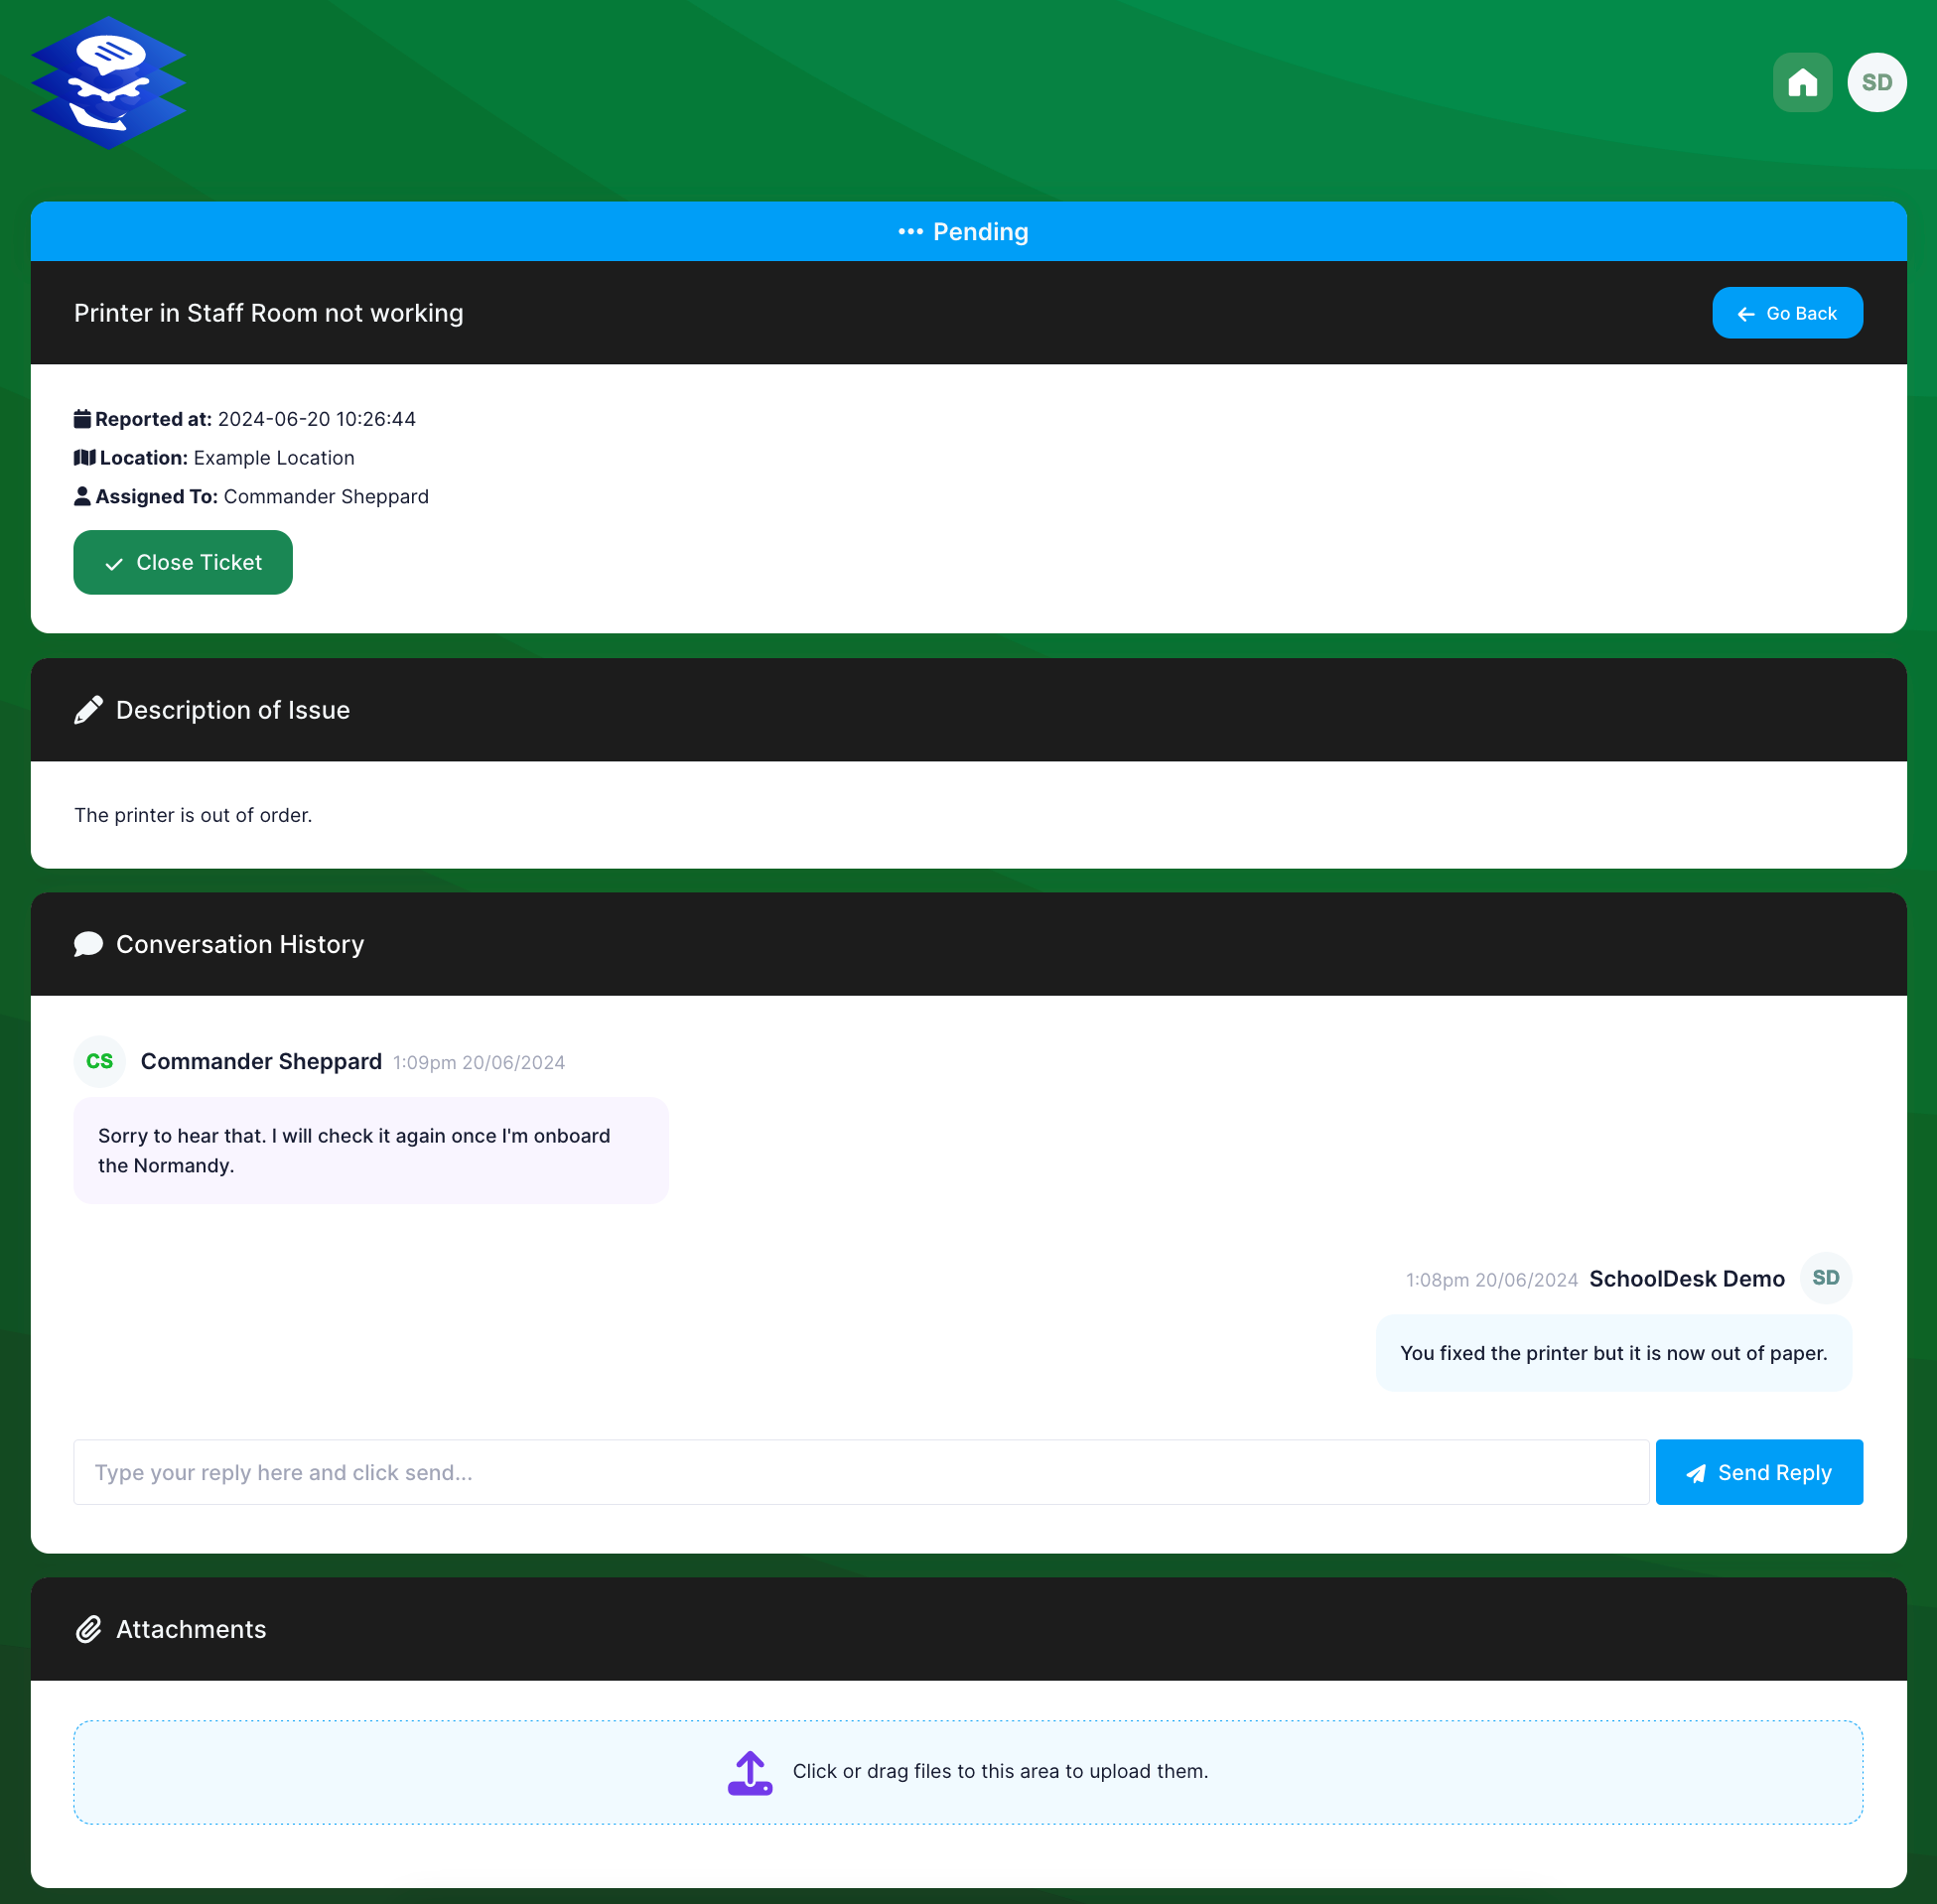 SD
••• Pending
Printer in Staff Room not working
Go Back
Reported at: 2024-06-20 10:26:44
Location: Example Location
Assigned To: Commander Sheppard
Close Ticket
Description of Issue
The printer is out of order.
Conversation History
CS Commander Sheppard 1:09pm 20/06/2024
Sorry to hear that. I will check it again once I'm onboard
the Normandy.
1:08pm 20/06/2024 SchoolDesk Demo SD
You fixed the printer but it is now out of paper.
Type your reply here and click send...
Send Reply
Attachments
Click or drag files to this area to upload them.